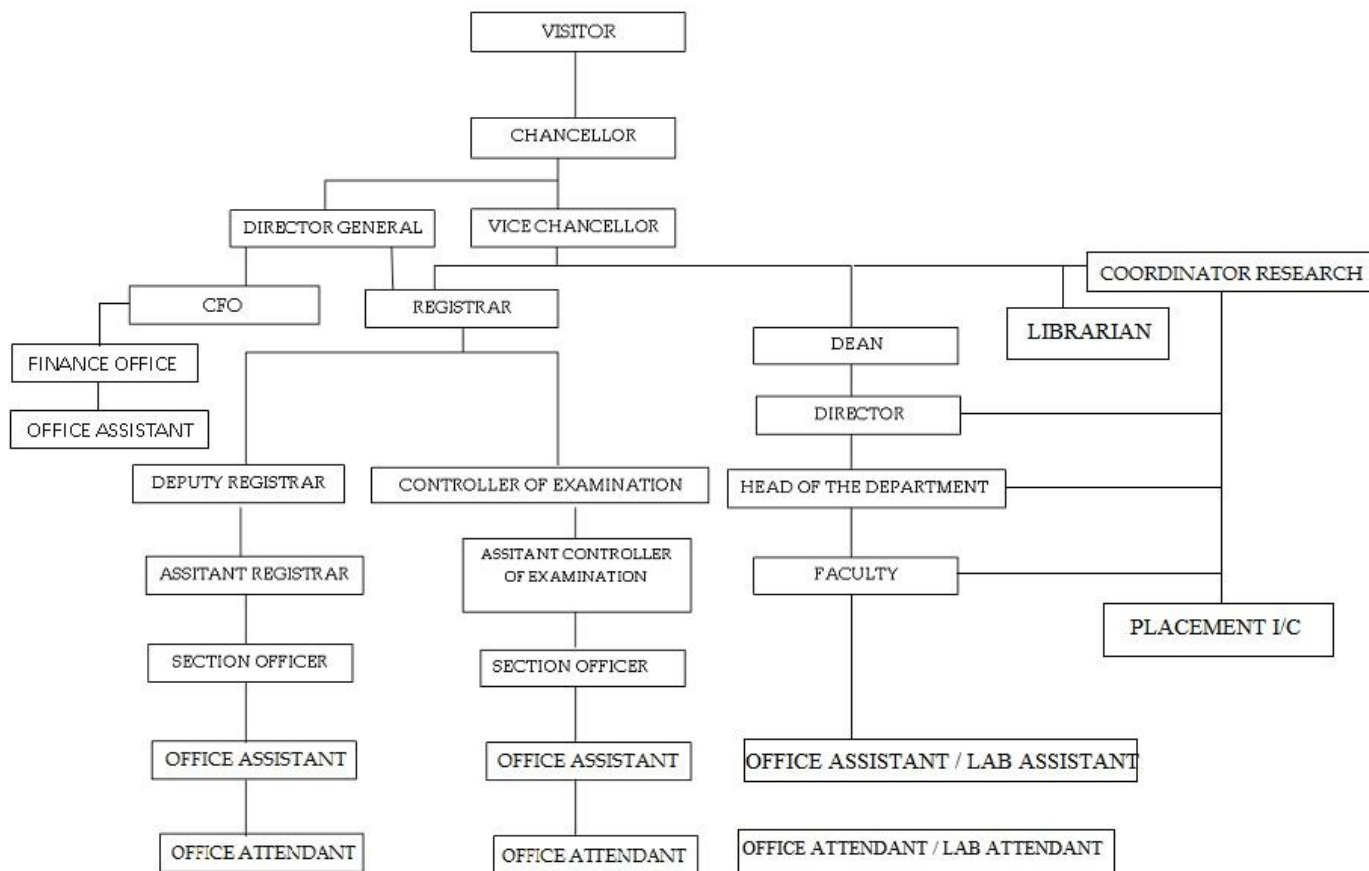 VISITOR
CHANCELLOR
DIRECTOR GENERAL
VICE CHANCELLOR
COORDINATOR RESEARCH
CFO
REGISTRAR
LIBRARIAN
DEAN
FINANCE OFFICE
DIRECTOR
OFFICE ASSISTANT
DEPUTY REGISTRAR
CONTROLLER OF EXAMINATION
HEAD OF THE DEPARTMENT
ASSITANT REGISTRAR
ASSITANT CONTROLLER
OF EXAMINATION
FACULTY
PLACEMENT I/C
SECTION OFFICER
SECTION OFFICER
OFFICE ASSISTANT
OFFICE ASSISTANT
OFFICE ASSISTANT / LAB ASSISTANT
OFFICE ATTENDANT
OFFICE ATTENDANT
OFFICE ATTENDANT / LAB ATTENDANT